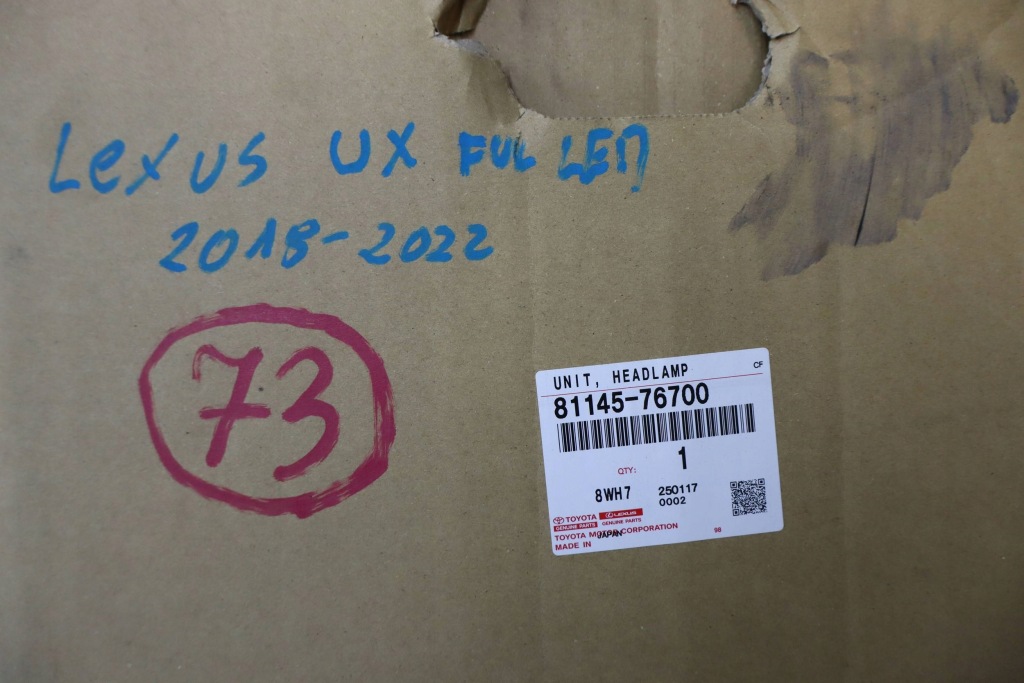 Lexus UX FUL LED
2018-2022
73
UNIT, HEADLAMP
CF
81145-76700
QTY: 1
8WH7
250117
0002
TOYOTA
GENUINE PARTS
LEXUS
GENUINE PARTS
TOYOTA MOTOR CORPORATION
98
MADE IN JAPAN